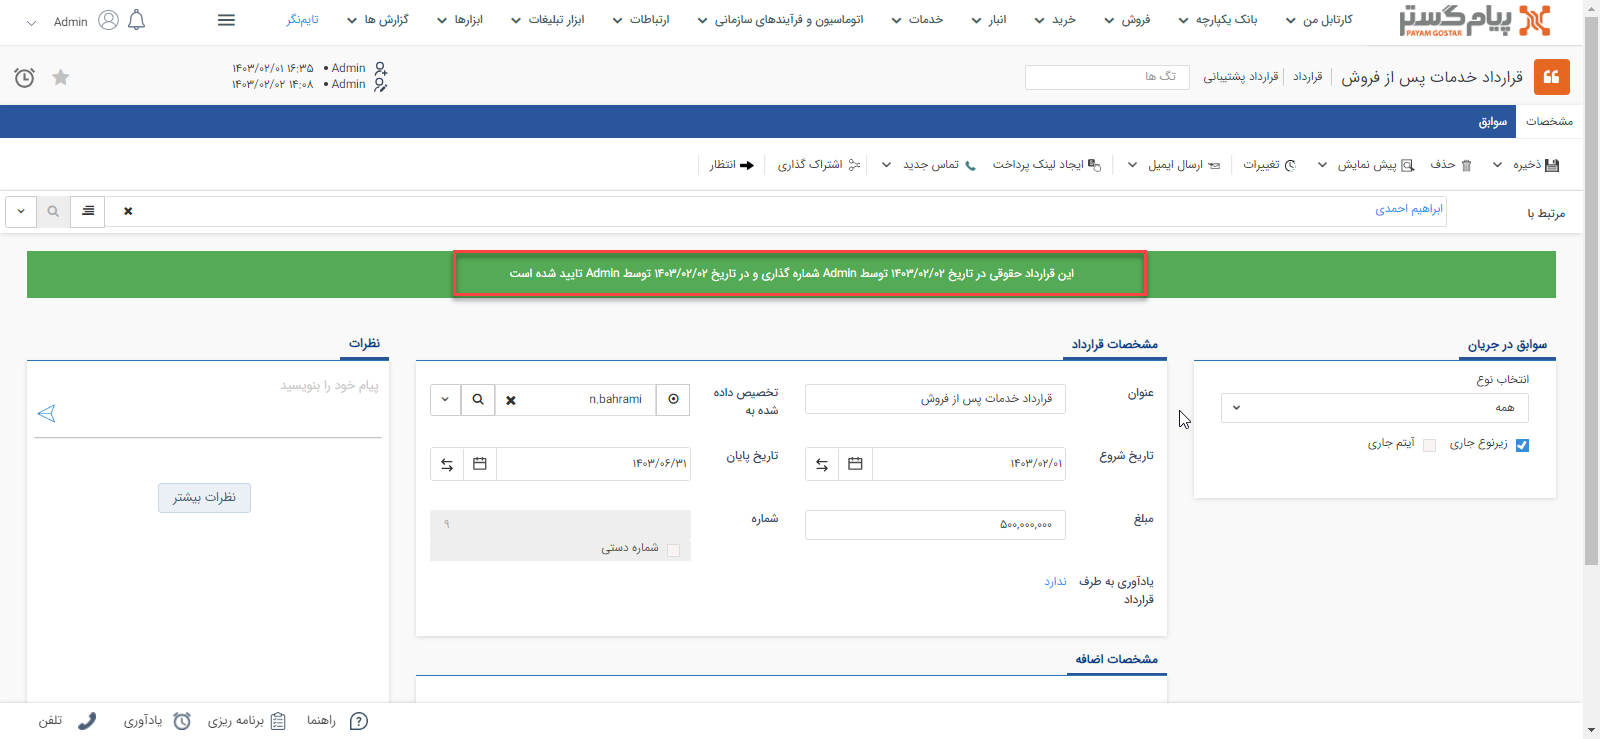 پیام گستر
PAYAM GOSTAR
کارتابل من
بانک یکپارچه
فروش
خرید
انبار
خدمات
اتوماسیون و فرآیندهای سازمانی
ارتباطات
ابزار تبلیغات
ابزارها
گزارش ها
تایم‌نگر
Admin
قرارداد خدمات پس از فروش
قرارداد
قرارداد پشتیبانی
تگ ها
Admin • ۱۴۰۳/۰۲/۰۱ ۱۶:۳۵
Admin • ۱۴۰۳/۰۲/۰۲ ۱۴:۰۸
مشخصات
سوابق
ذخیره
حذف
پیش نمایش
تغییرات
ارسال ایمیل
ایجاد لینک پرداخت
تماس جدید
اشتراک گذاری
انتظار
مرتبط با
ابراهیم احمدی
این قرارداد حقوقی در تاریخ ۱۴۰۳/۰۲/۰۲ توسط Admin شماره گذاری و در تاریخ ۱۴۰۳/۰۲/۰۲ توسط Admin تایید شده است
سوابق در جریان
انتخاب نوع
همه
زیرنوع جاری
آیتم جاری
مشخصات قرارداد
عنوان
قرارداد خدمات پس از فروش
تخصیص داده
شده به
n.bahrami
تاریخ شروع
۱۴۰۳/۰۲/۰۱
تاریخ پایان
۱۴۰۳/۰۶/۳۱
مبلغ
۵۰۰,۰۰۰,۰۰۰
شماره
۹
شماره دستی
یادآوری به طرف
قرارداد
ندارد
مشخصات اضافه
نظرات
پیام خود را بنویسید
نظرات بیشتر
راهنما
برنامه ریزی
یادآوری
تلفن